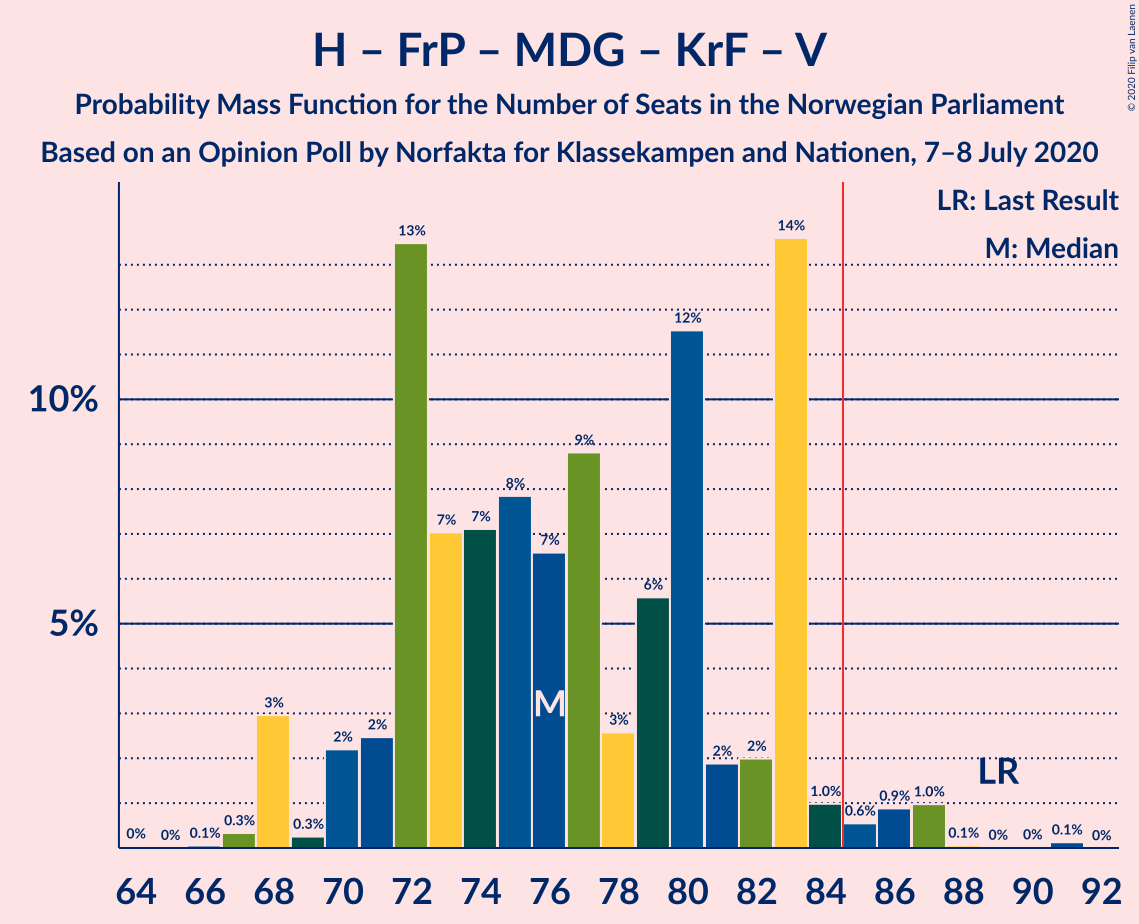 H – FrP – MDG – KrF – V
Probability Mass Function for the Number of Seats in the Norwegian Parliament
Based on an Opinion Poll by Norfakta for Klassekampen and Nationen, 7–8 July 2020
© 2020 Filip van Laenen
LR: Last Result
M: Median
10%
5%
0% 0% 0.1% 0.3% 3% 0.3% 2% 2% 13% 7% 7% 8% 7% 9% 3% 6% 12% 2% 2% 14% 1.0% 0.6% 0.9% 1.0% 0.1% 0% 0% 0.1% 0%
M
LR
64 66 68 70 72 74 76 78 80 82 84 86 88 90 92